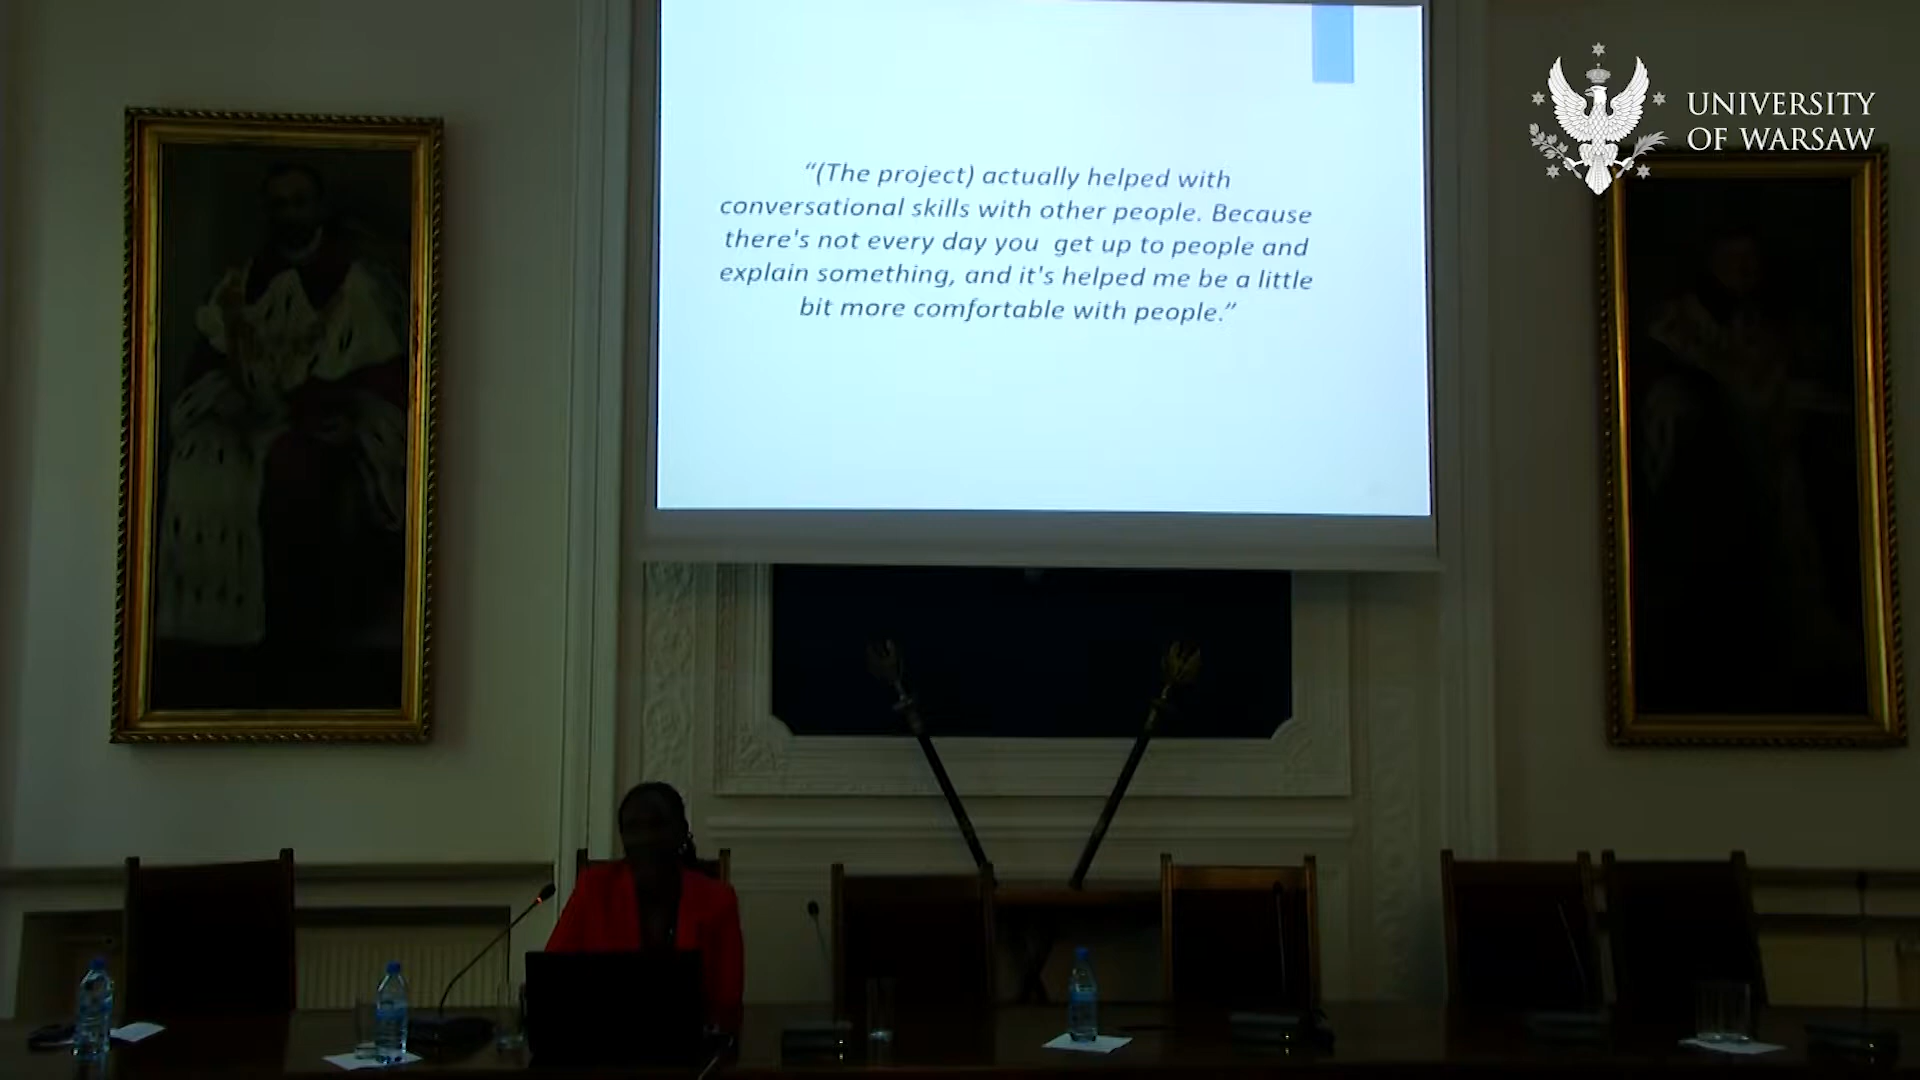 “(The project) actually helped with
conversational skills with other people. Because
there's not every day you  get up to people and
explain something, and it's helped me be a little
bit more comfortable with people.”
UNIVERSITY
OF WARSAW